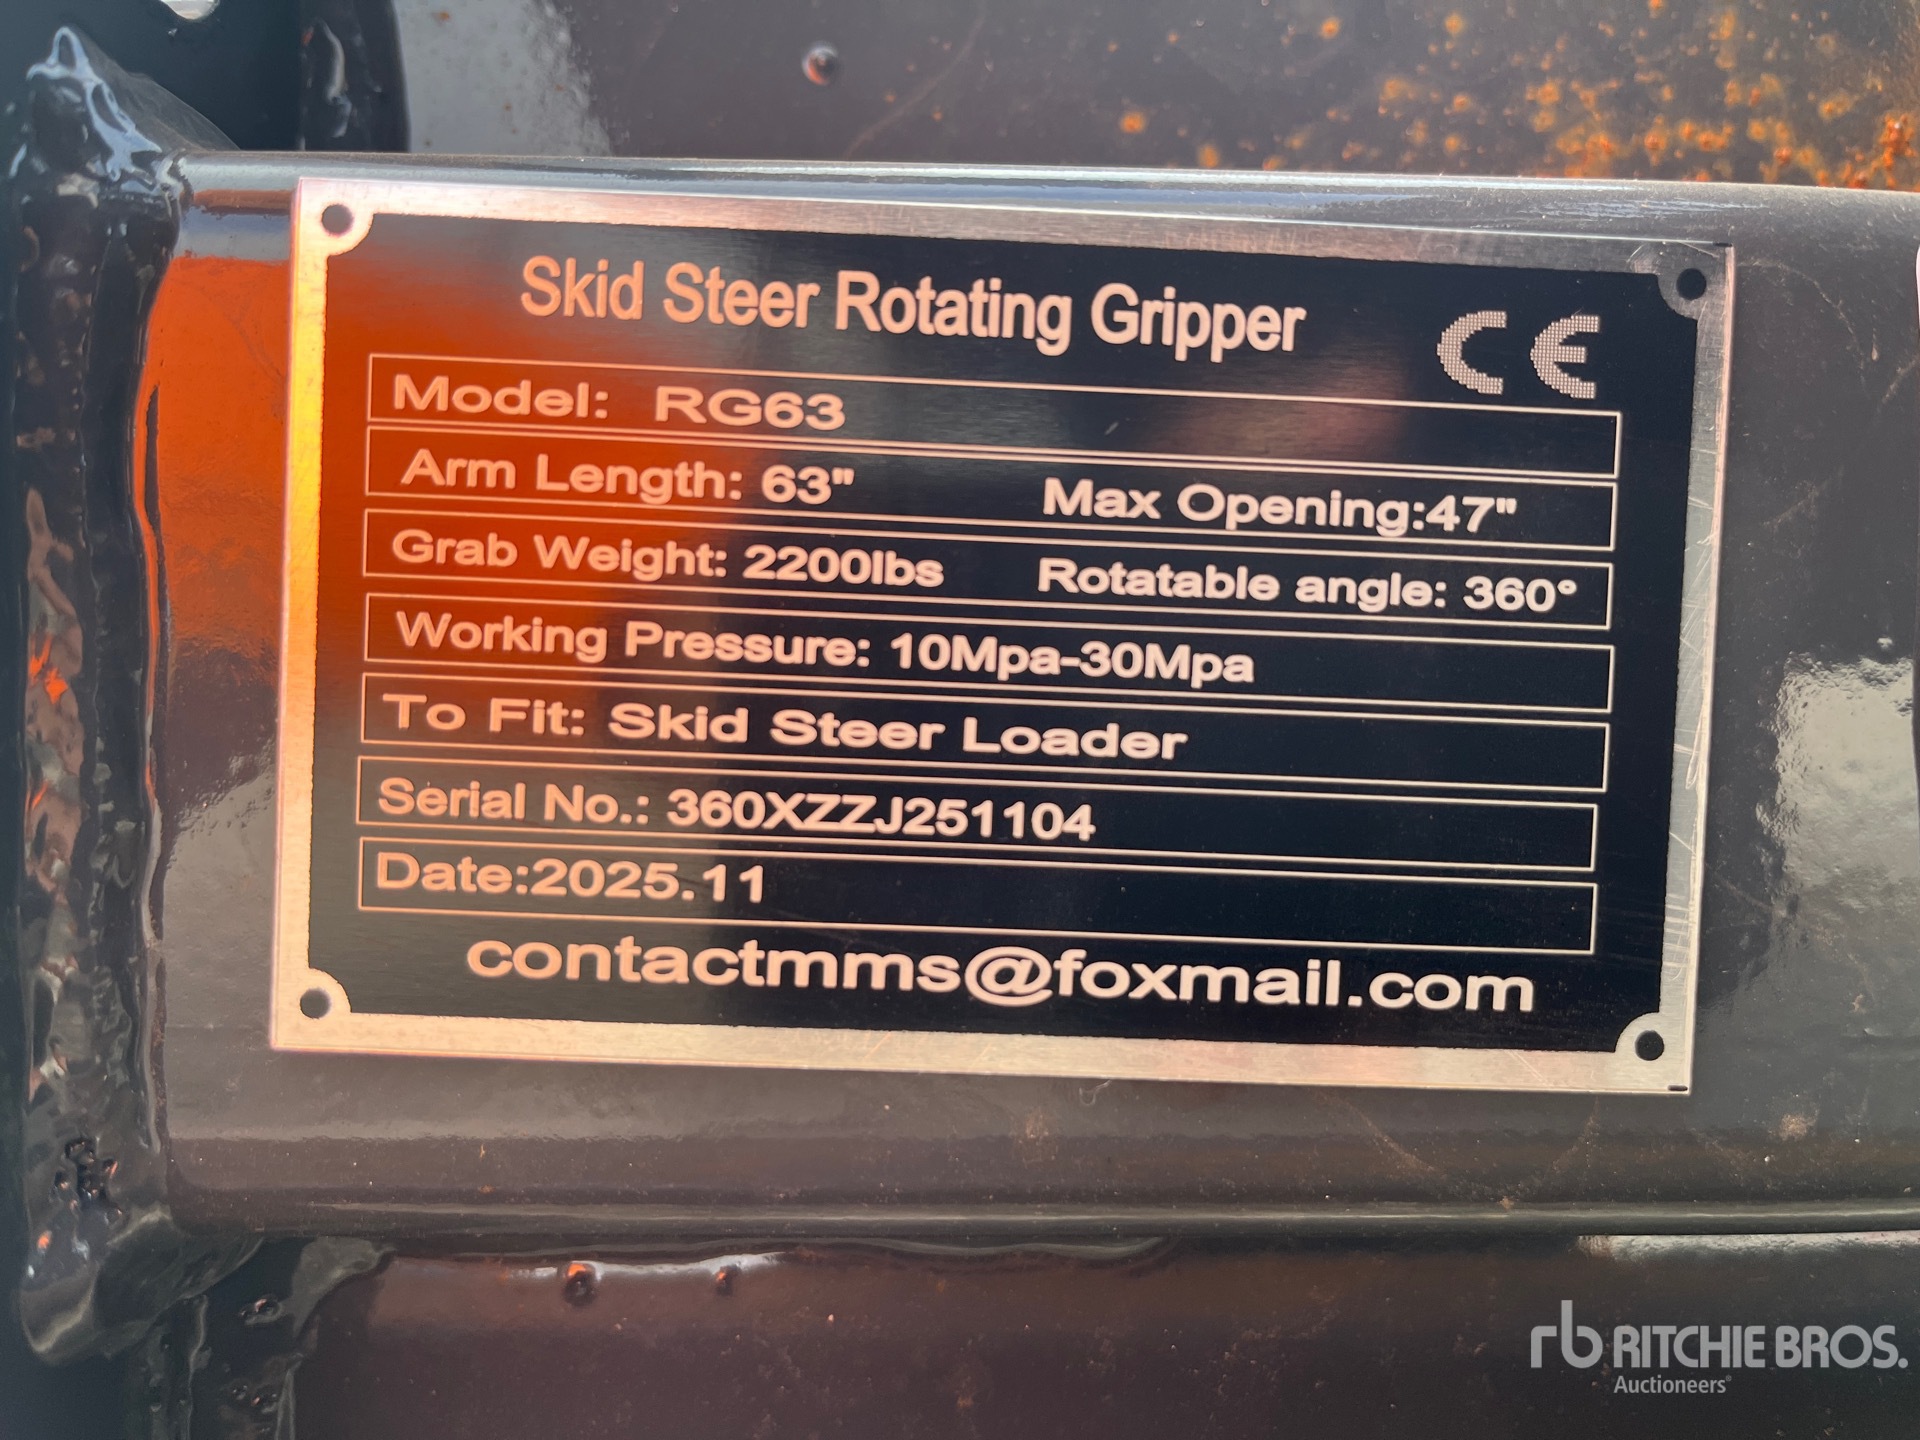 Skid Steer Rotating Gripper
CE
Model: RG63
Arm Length: 63" Max Opening:47"
Grab Weight: 2200lbs Rotatable angle: 360°
Working Pressure: 10Mpa-30Mpa
To Fit: Skid Steer Loader
Serial No.: 360XZZJ251104
Date:2025.11
contactmms@foxmail.com
rb RITCHIE BROS.
Auctioneers